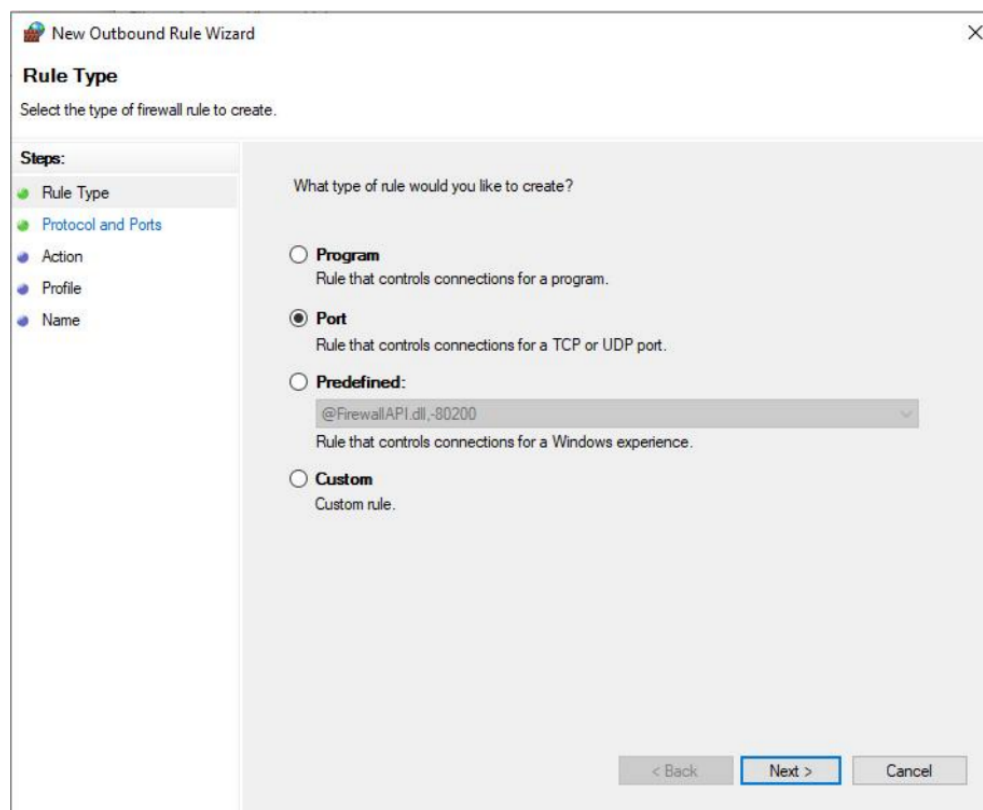 New Outbound Rule Wizard
Rule Type
Select the type of firewall rule to create.
Steps:
Rule Type
Protocol and Ports
Action
Profile
Name
What type of rule would you like to create?
Program
Rule that controls connections for a program.
Port
Rule that controls connections for a TCP or UDP port.
Predefined:
@FirewallAPI.dll,-80200
Rule that controls connections for a Windows experience.
Custom
Custom rule.
< Back
Next >
Cancel